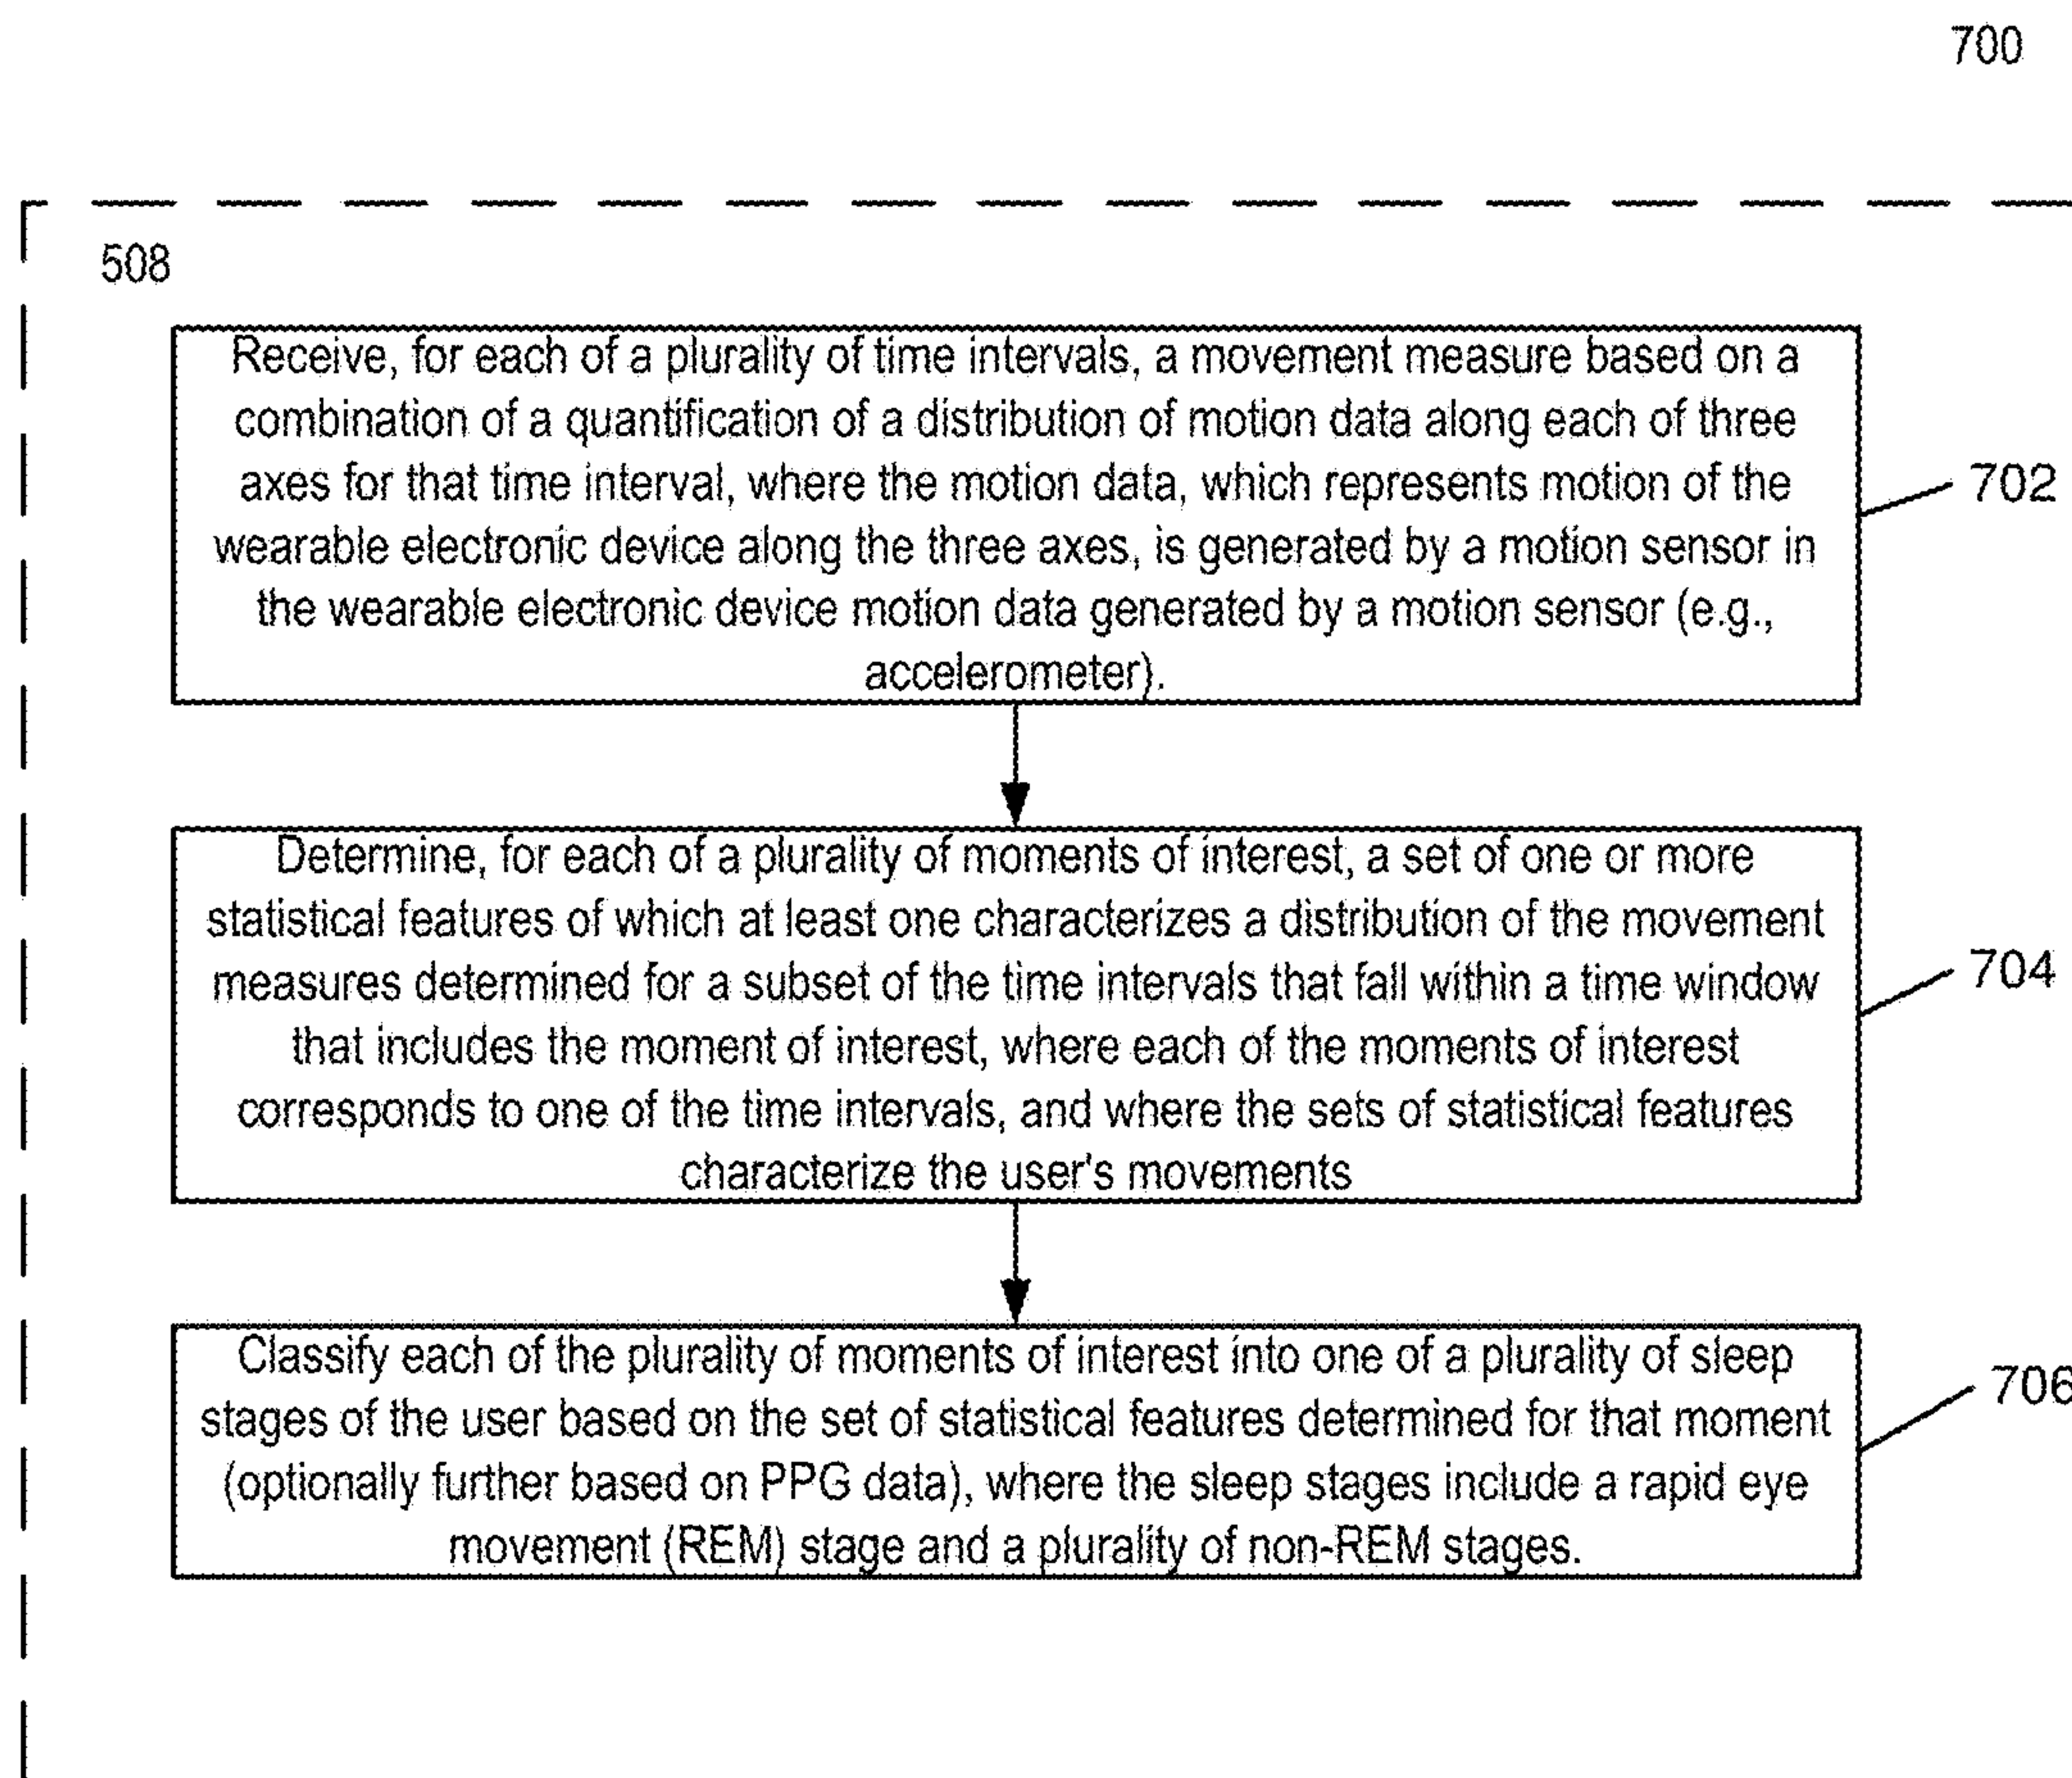 700
508
Receive, for each of a plurality of time intervals, a movement measure based on a
combination of a quantification of a distribution of motion data along each of three
axes for that time interval, where the motion data, which represents motion of the
wearable electronic device along the three axes, is generated by a motion sensor in
the wearable electronic device motion data generated by a motion sensor (e.g.,
accelerometer).
702
Determine, for each of a plurality of moments of interest, a set of one or more
statistical features of which at least one characterizes a distribution of the movement
measures determined for a subset of the time intervals that fall within a time window
that includes the moment of interest, where each of the moments of interest
corresponds to one of the time intervals, and where the sets of statistical features
characterize the user's movements
704
Classify each of the plurality of moments of interest into one of a plurality of sleep
stages of the user based on the set of statistical features determined for that moment
(optionally further based on PPG data), where the sleep stages include a rapid eye
movement (REM) stage and a plurality of non-REM stages.
706